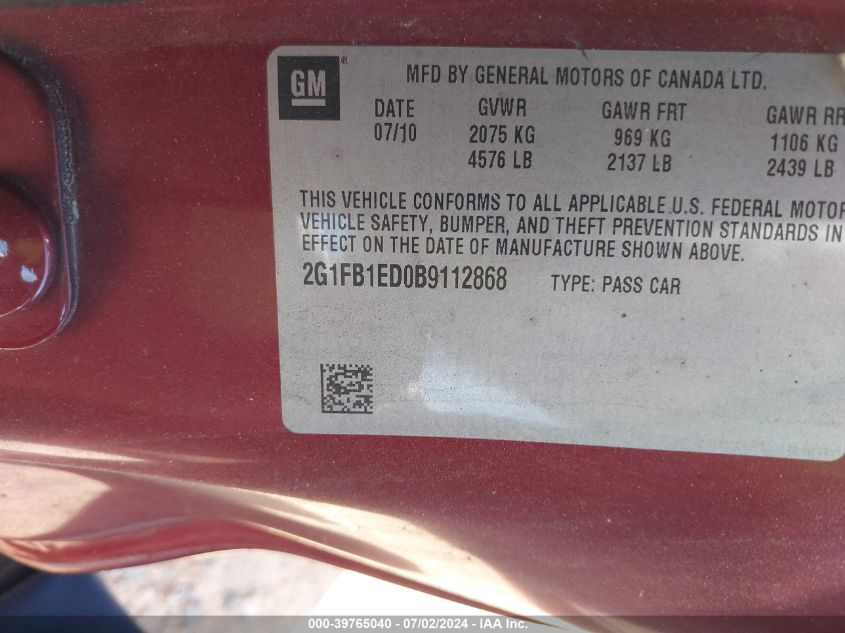 GM®
MFD BY GENERAL MOTORS OF CANADA LTD.
DATE GVWR GAWR FRT GAWR RR
07/10 2075 KG 969 KG 1106 KG
4576 LB 2137 LB 2439 LB
THIS VEHICLE CONFORMS TO ALL APPLICABLE U.S. FEDERAL MOTOR
VEHICLE SAFETY, BUMPER, AND THEFT PREVENTION STANDARDS IN
EFFECT ON THE DATE OF MANUFACTURE SHOWN ABOVE.
2G1FB1ED0B9112868 TYPE: PASS CAR
000-39765040 - 07/02/2024 - IAA Inc.